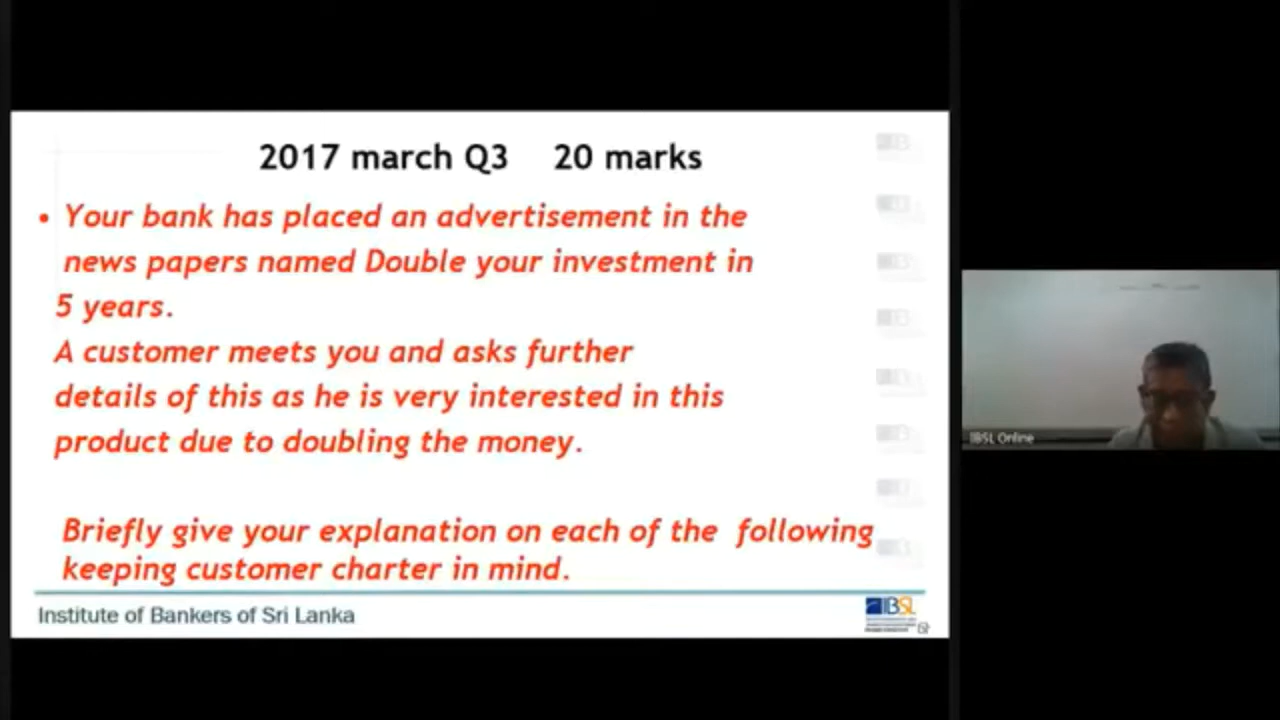 2017 march Q3 20 marks
• Your bank has placed an advertisement in the
news papers named Double your investment in
5 years.
A customer meets you and asks further
details of this as he is very interested in this
product due to doubling the money.
Briefly give your explanation on each of the following
keeping customer charter in mind.
Institute of Bankers of Sri Lanka
IBSL
IBSL Online